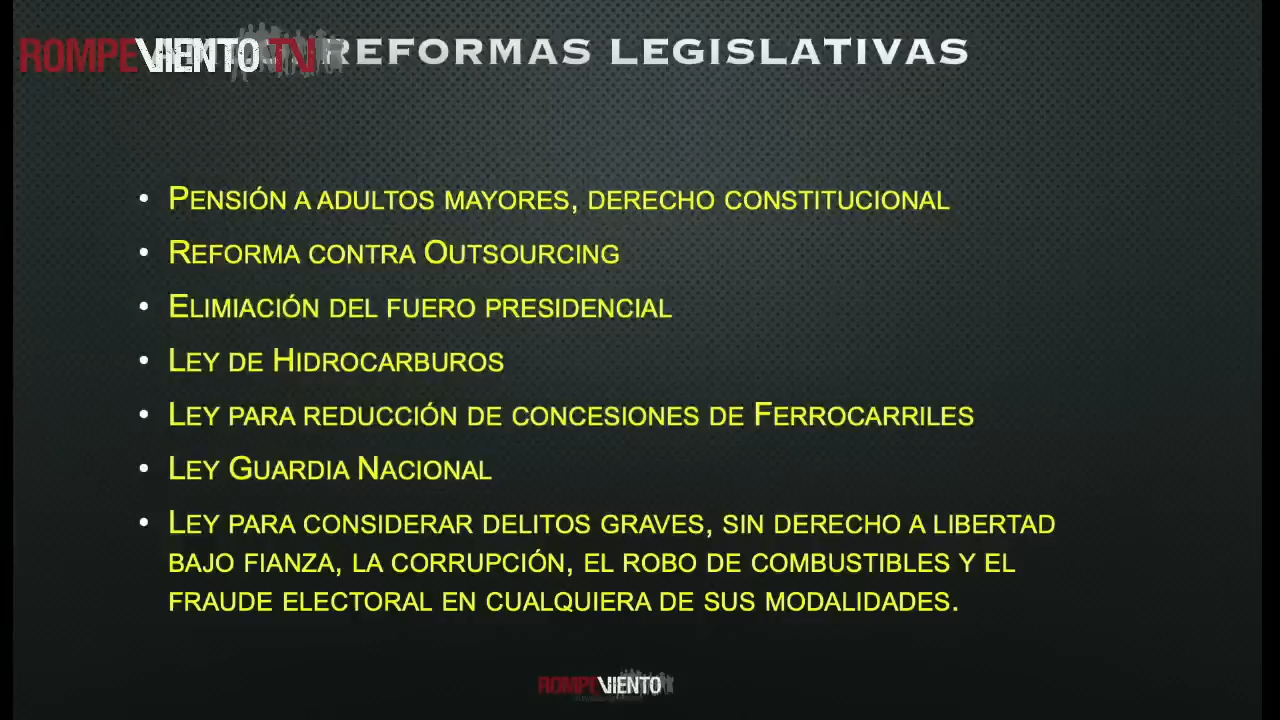 ROMPEVIENTO TV REFORMAS LEGISLATIVAS
• PENSIÓN A ADULTOS MAYORES, DERECHO CONSTITUCIONAL
• REFORMA CONTRA OUTSOURCING
• ELIMIACIÓN DEL FUERO PRESIDENCIAL
• LEY DE HIDROCARBUROS
• LEY PARA REDUCCIÓN DE CONCESIONES DE FERROCARRILES
• LEY GUARDIA NACIONAL
• LEY PARA CONSIDERAR DELITOS GRAVES, SIN DERECHO A LIBERTAD
BAJO FIANZA, LA CORRUPCIÓN, EL ROBO DE COMBUSTIBLES Y EL
FRAUDE ELECTORAL EN CUALQUIERA DE SUS MODALIDADES.
ROMPEVIENTO